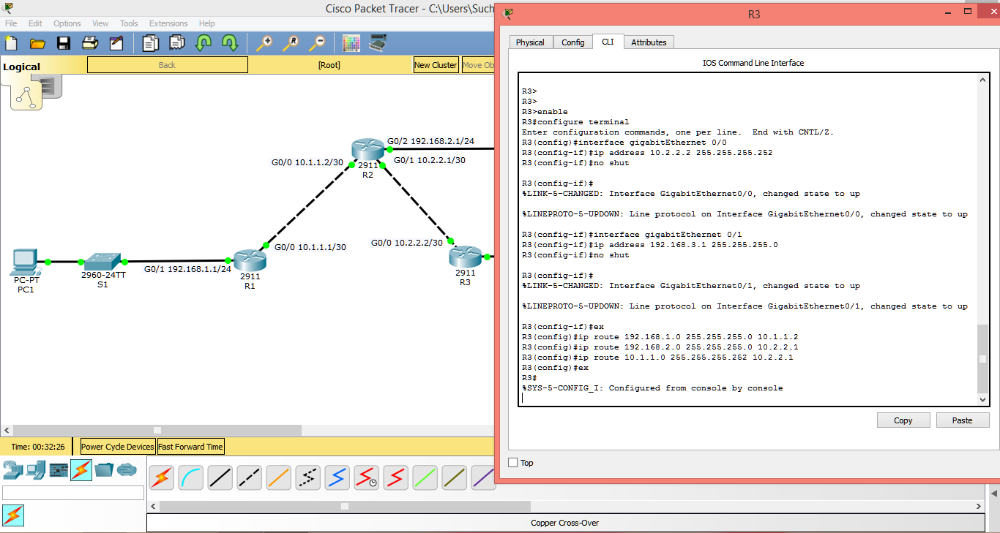 Cisco Packet Tracer - C:\Users\Such
File Edit Options View Tools Extensions Help
Logical
Back
[Root]
New Cluster
Move Ob
G0/2 192.168.2.1/24
G0/0 10.1.1.2/30
G0/1 10.2.2.1/30
2911
R2
G0/0 10.1.1.1/30
G0/0 10.2.2.2/30
PC-PT
PC1
2960-24TT
S1
G0/1 192.168.1.1/24
2911
R1
2911
R3
Time: 00:32:26
Power Cycle Devices
Fast Forward Time
Copper Cross-Over
R3
Physical Config CLI Attributes
IOS Command Line Interface
R3>
R3>
R3>enable
R3#configure terminal
Enter configuration commands, one per line. End with CNTL/Z.
R3(config)#interface gigabitEthernet 0/0
R3(config-if)#ip address 10.2.2.2 255.255.255.252
R3(config-if)#no shut
R3(config-if)#
%LINK-5-CHANGED: Interface GigabitEthernet0/0, changed state to up
%LINEPROTO-5-UPDOWN: Line protocol on Interface GigabitEthernet0/0, changed state to up
R3(config-if)#interface gigabitEthernet 0/1
R3(config-if)#ip address 192.168.3.1 255.255.255.0
R3(config-if)#no shut
R3(config-if)#
%LINK-5-CHANGED: Interface GigabitEthernet0/1, changed state to up
%LINEPROTO-5-UPDOWN: Line protocol on Interface GigabitEthernet0/1, changed state to up
R3(config-if)#ex
R3(config)#ip route 192.168.1.0 255.255.255.0 10.1.1.2
R3(config)#ip route 192.168.2.0 255.255.255.0 10.2.2.1
R3(config)#ip route 10.1.1.0 255.255.255.252 10.2.2.1
R3(config)#ex
R3#
%SYS-5-CONFIG_I: Configured from console by console
Copy
Paste
Top